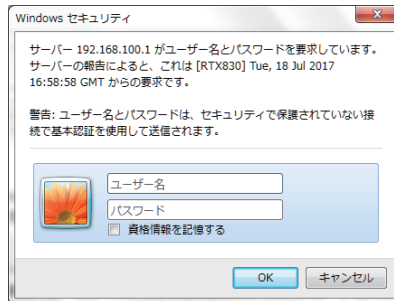 Windows セキュリティ
サーバー 192.168.100.1 がユーザー名とパスワードを要求しています。
サーバーの報告によると、これは [RTX830] Tue, 18 Jul 2017
16:58:58 GMT からの要求です。
警告: ユーザー名とパスワードは、セキュリティで保護されていない接
続で基本認証を使用して送信されます。
ユーザー名
パスワード
資格情報を記憶する
OK
キャンセル